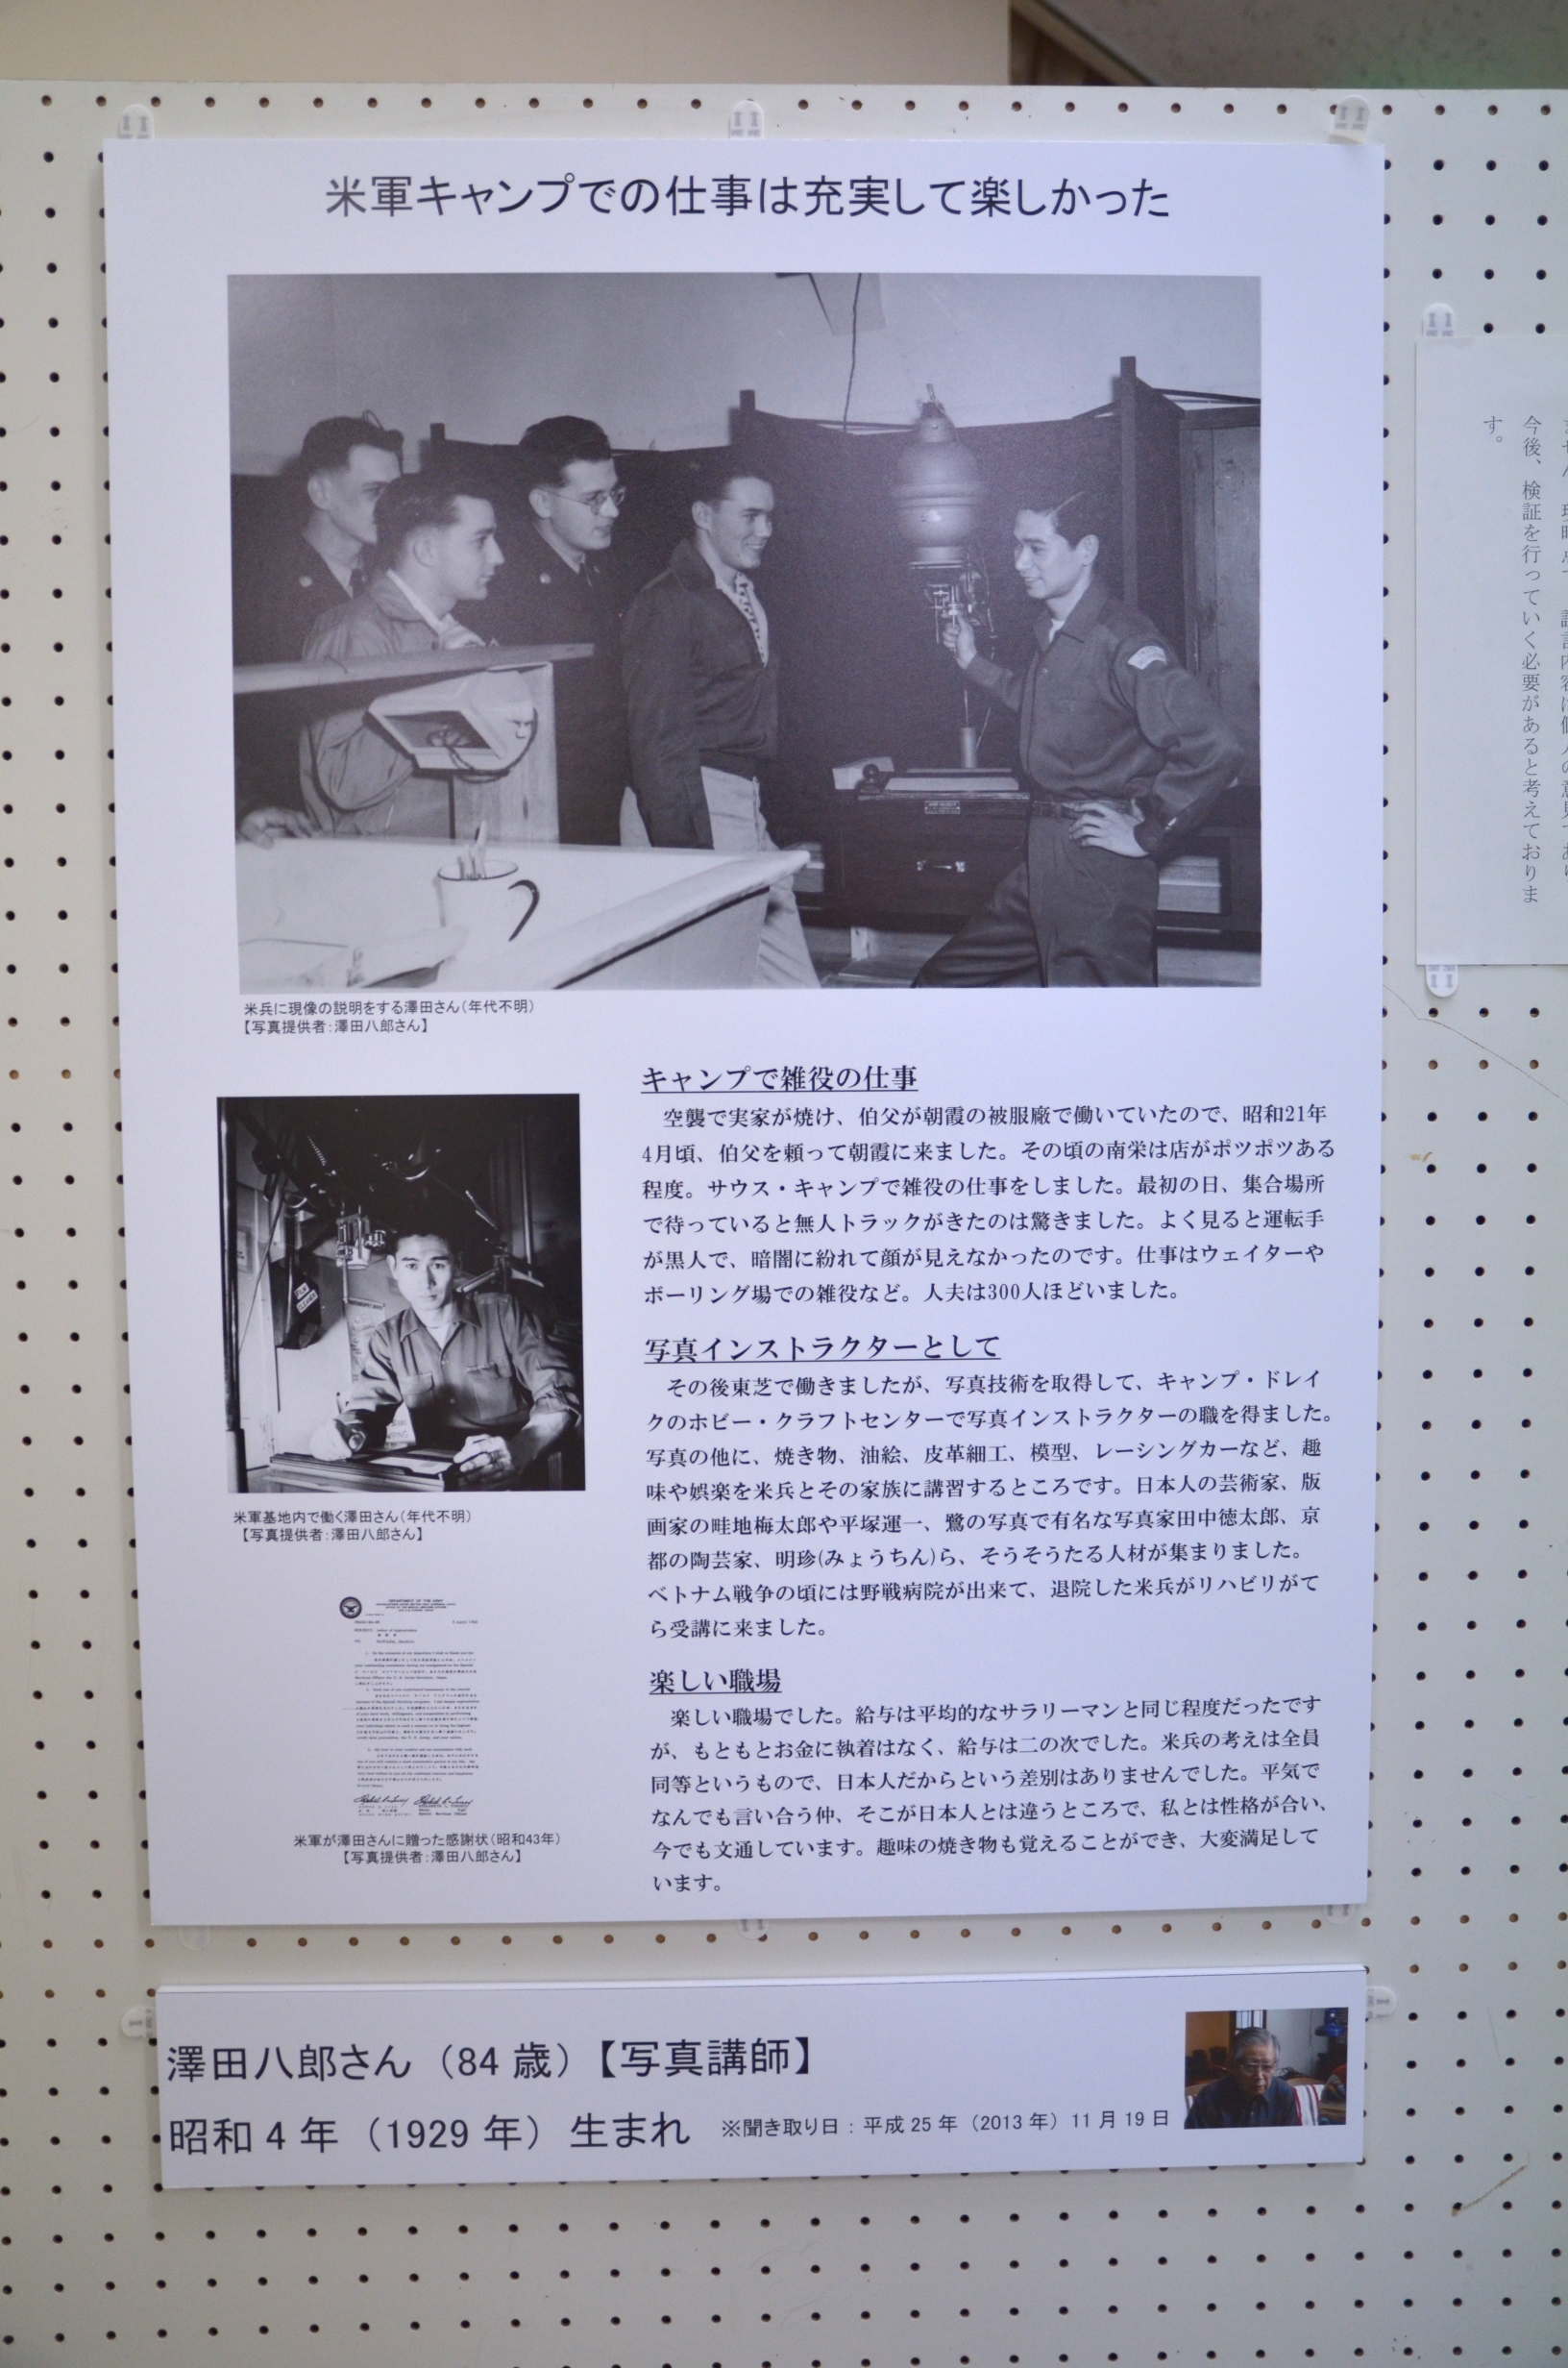 米軍キャンプでの仕事は充実して楽しかった
米兵に現像の説明をする澤田さん(年代不明)
【写真提供者:澤田八郎さん】
キャンプで雑役の仕事
空襲で実家が焼け、伯父が朝霞の被服廠で働いていたので、昭和21年
4月頃、伯父を頼って朝霞に来ました。その頃の南栄は店がポツポツある
程度。サウス・キャンプで雑役の仕事をしました。最初の日、集合場所
で待っていると無人トラックがきたのは驚きました。よく見ると運転手
が黒人で、暗闇に紛れて顔が見えなかったのです。仕事はウェイターや
ボーリング場での雑役など。人夫は300人ほどいました。
写真インストラクターとして
その後東芝で働きましたが、写真技術を取得して、キャンプ・ドレイ
クのホビー・クラフトセンターで写真インストラクターの職を得ました。
写真の他に、焼き物、油絵、皮革細工、模型、レーシングカーなど、趣
味や娯楽を米兵とその家族に講習するところです。日本人の芸術家、版
画家の畦地梅太郎や平塚運一、鷺の写真で有名な写真家田中徳太郎、京
都の陶芸家、明珍(みょうちん)ら、そうそうたる人材が集まりました。
ベトナム戦争の頃には野戦病院が出来て、退院した米兵がリハビリがて
ら受講に来ました。
楽しい職場
楽しい職場でした。給与は平均的なサラリーマンと同じ程度だったです
が、もともとお金に執着はなく、給与は二の次でした。米兵の考えは全員
同等というもので、日本人だからという差別はありませんでした。平気で
なんでも言い合う仲、そこが日本人とは違うところで、私とは性格が合い、
今でも文通しています。趣味の焼き物も覚えることができ、大変満足して
います。
米軍基地内で働く澤田さん(年代不明)
【写真提供者:澤田八郎さん】
DEPARTMENT OF THE ARMY
米軍が澤田さんに贈った感謝状(昭和43年)
【写真提供者:澤田八郎さん】
澤田八郎さん(84歳)【写真講師】
昭和4年(1929年)生まれ ※聞き取り日:平成25年(2013年)11月19日
今後、検証を行っていく必要があると考えておりま
す。